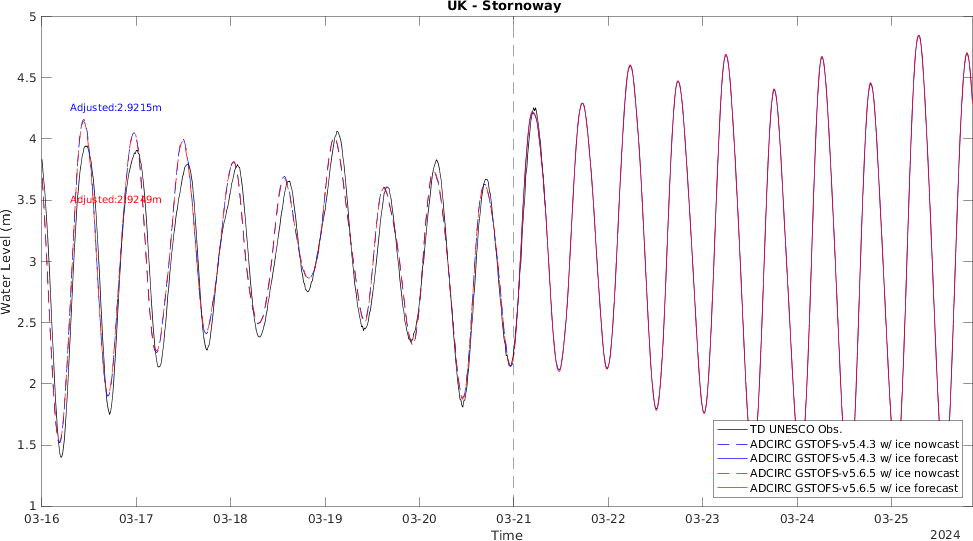 UK - Stornoway
5
4.5
4
3.5
3
2.5
2
1.5
1
Water Level (m)
Adjusted:2.9215m
Adjusted:2.9249m
TD UNESCO Obs.
ADCIRC GSTOFS-v5.4.3 w/ ice nowcast
ADCIRC GSTOFS-v5.4.3 w/ ice forecast
ADCIRC GSTOFS-v5.6.5 w/ ice nowcast
ADCIRC GSTOFS-v5.6.5 w/ ice forecast
03-16 03-17 03-18 03-19 03-20 03-21 03-22 03-23 03-24 03-25
Time
2024